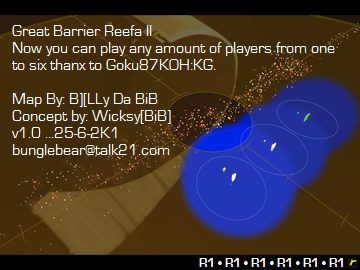 Great Barrier Reefa II
Now you can play any amount of players from one
to six thanx to Goku87KOH:KG.
Map By: B][LLy Da BiB
Concept by: Wicksy[BiB]
v1.0 ...25-6-2K1
bunglebear@talk21.com
R1 • R1 • R1 • R1 • R1 • R1 r